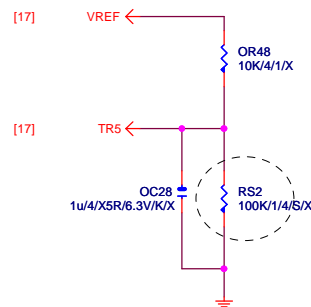 [17] VREF
OR48
10K/4/1/X
[17] TR5
OC28
1u/4/X5R/6.3V/K/X
RS2
100K/1/4/S/X